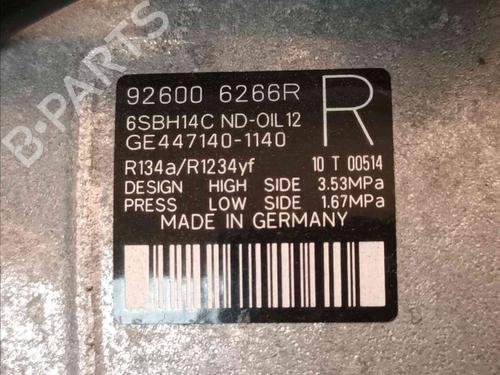 B-PARTS
92600 6266R
R
6SBH14C ND-OIL12
GE447140-1140
R134a/R1234yf 10 T 00514
DESIGN HIGH SIDE 3.53MPa
PRESS LOW SIDE 1.67MPa
MADE IN GERMANY